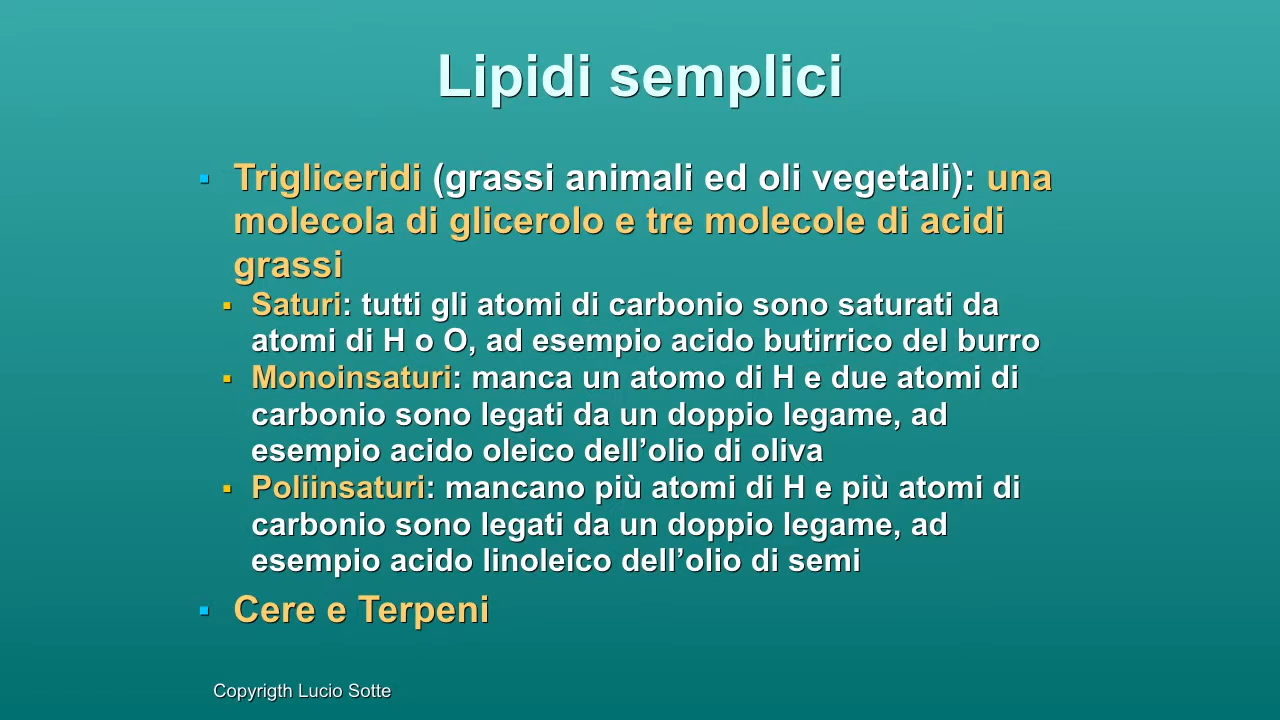 Lipidi semplici
Trigliceridi (grassi animali ed oli vegetali): una
molecola di glicerolo e tre molecole di acidi
grassi
Saturi: tutti gli atomi di carbonio sono saturati da
atomi di H o O, ad esempio acido butirrico del burro
Monoinsaturi: manca un atomo di H e due atomi di
carbonio sono legati da un doppio legame, ad
esempio acido oleico dell’olio di oliva
Poliinsaturi: mancano più atomi di H e più atomi di
carbonio sono legati da un doppio legame, ad
esempio acido linoleico dell’olio di semi
Cere e Terpeni
Copyrigth Lucio Sotte